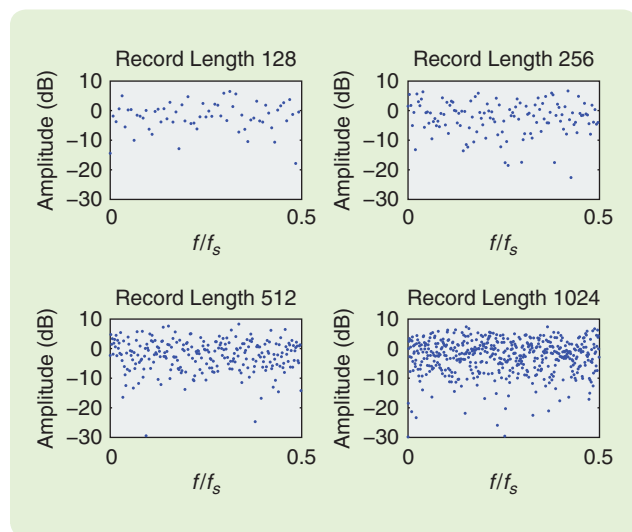 Record Length 128
Amplitude (dB)
10
0
−10
−20
−30
0
0.5
f/fs
Record Length 256
Amplitude (dB)
10
0
−10
−20
−30
0
0.5
f/fs
Record Length 512
Amplitude (dB)
10
0
−10
−20
−30
0
0.5
f/fs
Record Length 1024
Amplitude (dB)
10
0
−10
−20
−30
0
0.5
f/fs